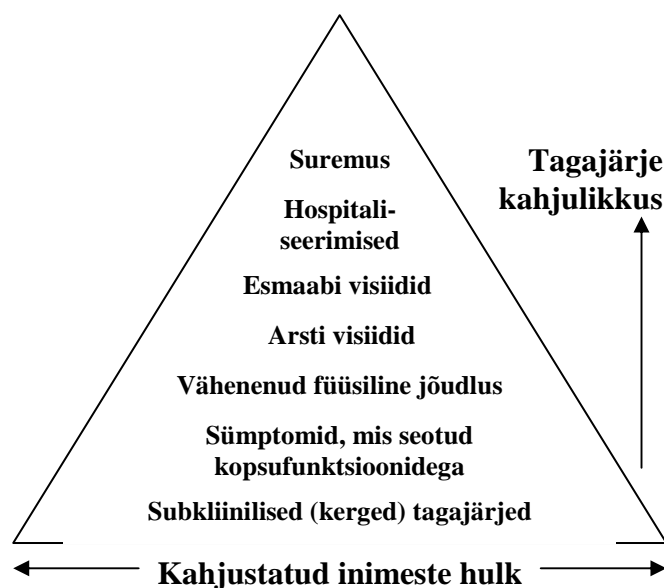 Suremus
Tagajärje
kahjulikkus
Hospitali-
seerimised
Esmaabi visiidid
Arsti visiidid
Vähenenud füüsiline jõudlus
Sümptomid, mis seotud
kopsufunktsioonidega
Subkliinilised (kerged) tagajärjed
Kahjustatud inimeste hulk